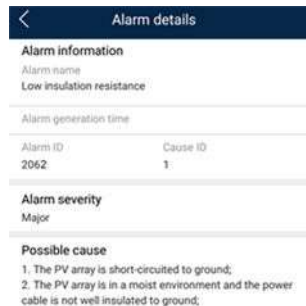 Alarm details
Alarm information
Alarm name
Low insulation resistance
Alarm generation time
Alarm ID Cause ID
2062 1
Alarm severity
Major
Possible cause
1. The PV array is short-circuited to ground;
2. The PV array is in a moist environment and the power
cable is not well insulated to ground;